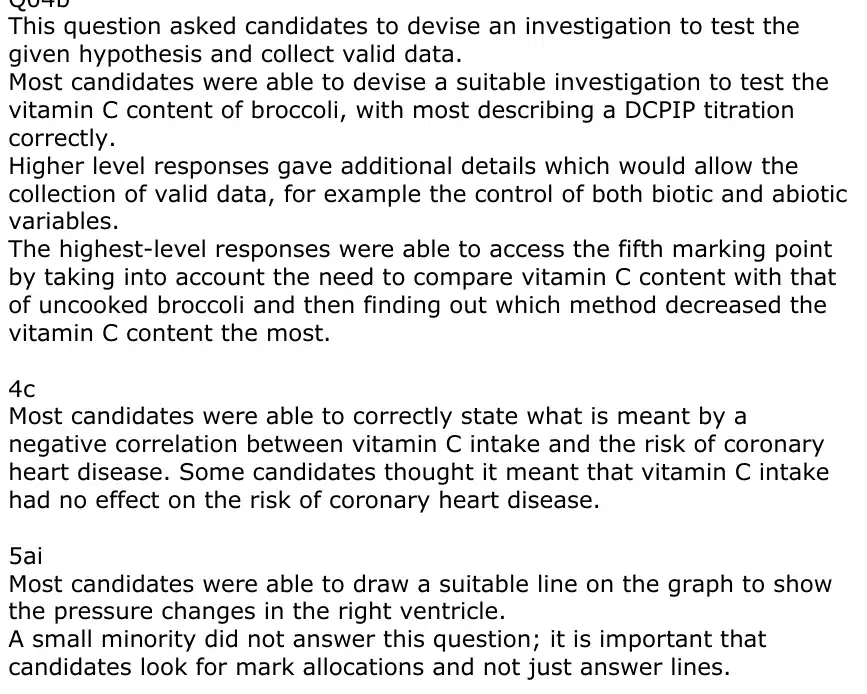 Q04b
This question asked candidates to devise an investigation to test the
given hypothesis and collect valid data.
Most candidates were able to devise a suitable investigation to test the
vitamin C content of broccoli, with most describing a DCPIP titration
correctly.
Higher level responses gave additional details which would allow the
collection of valid data, for example the control of both biotic and abiotic
variables.
The highest-level responses were able to access the fifth marking point
by taking into account the need to compare vitamin C content with that
of uncooked broccoli and then finding out which method decreased the
vitamin C content the most.
4c
Most candidates were able to correctly state what is meant by a
negative correlation between vitamin C intake and the risk of coronary
heart disease. Some candidates thought it meant that vitamin C intake
had no effect on the risk of coronary heart disease.
5ai
Most candidates were able to draw a suitable line on the graph to show
the pressure changes in the right ventricle.
A small minority did not answer this question; it is important that
candidates look for mark allocations and not just answer lines.